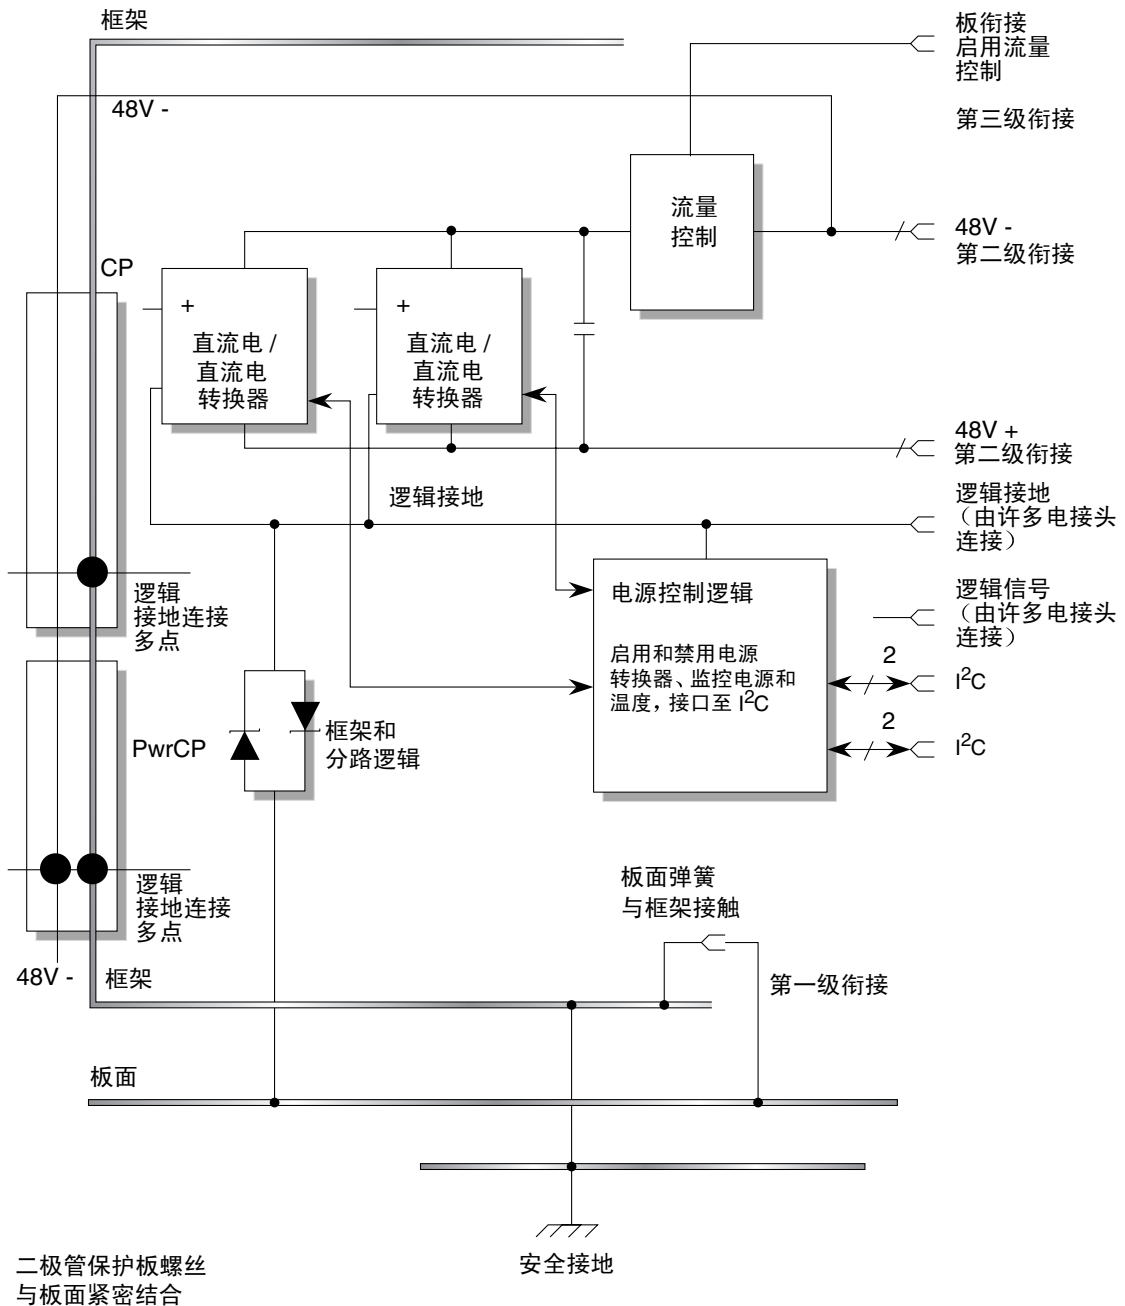 框架
板衔接
启用流量
控制
48V -
第三级衔接
流量
控制
48V -
第二级衔接
CP
+
直流电 /
直流电
转换器
+
直流电 /
直流电
转换器
48V +
第二级衔接
逻辑接地
逻辑接地
（由许多电接头
连接）
逻辑
接地连接
多点
电源控制逻辑
启用和禁用电源
转换器、监控电源和
温度，接口至 I²C
逻辑信号
（由许多电接头
连接）
2
I²C
2
I²C
PwrCP
框架和
分路逻辑
逻辑
接地连接
多点
板面弹簧
与框架接触
48V -
框架
第一级衔接
板面
安全接地
二极管保护板螺丝
与板面紧密结合